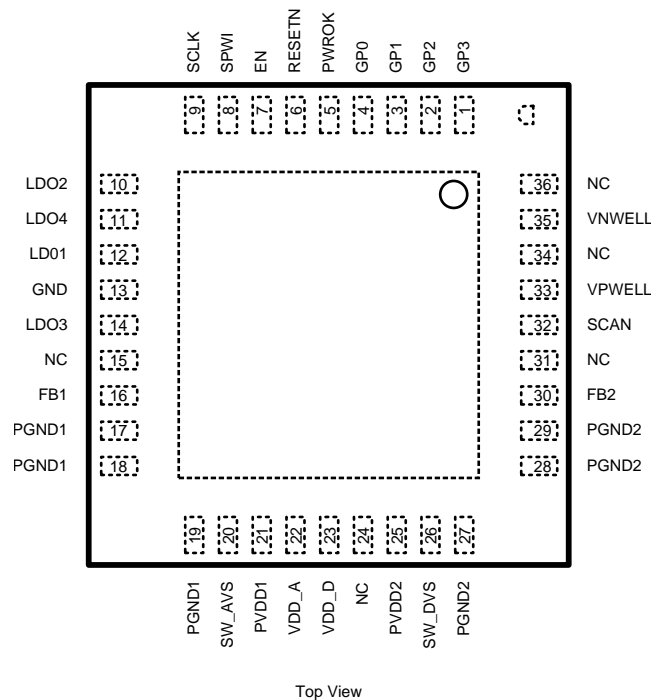 SCLK
SPWI
EN
RESETN
PWROK
GP0
GP1
GP2
GP3
9
8
7
6
5
4
3
2
1
LDO2 10
LDO4 11
LD01 12
GND 13
LDO3 14
NC 15
FB1 16
PGND1 17
PGND1 18
36 NC
35 VNWELL
34 NC
33 VPWELL
32 SCAN
31 NC
30 FB2
29 PGND2
28 PGND2
19
20
21
22
23
24
25
26
27
PGND1
SW_AVS
PVDD1
VDD_A
VDD_D
NC
PVDD2
SW_DVS
PGND2
Top View